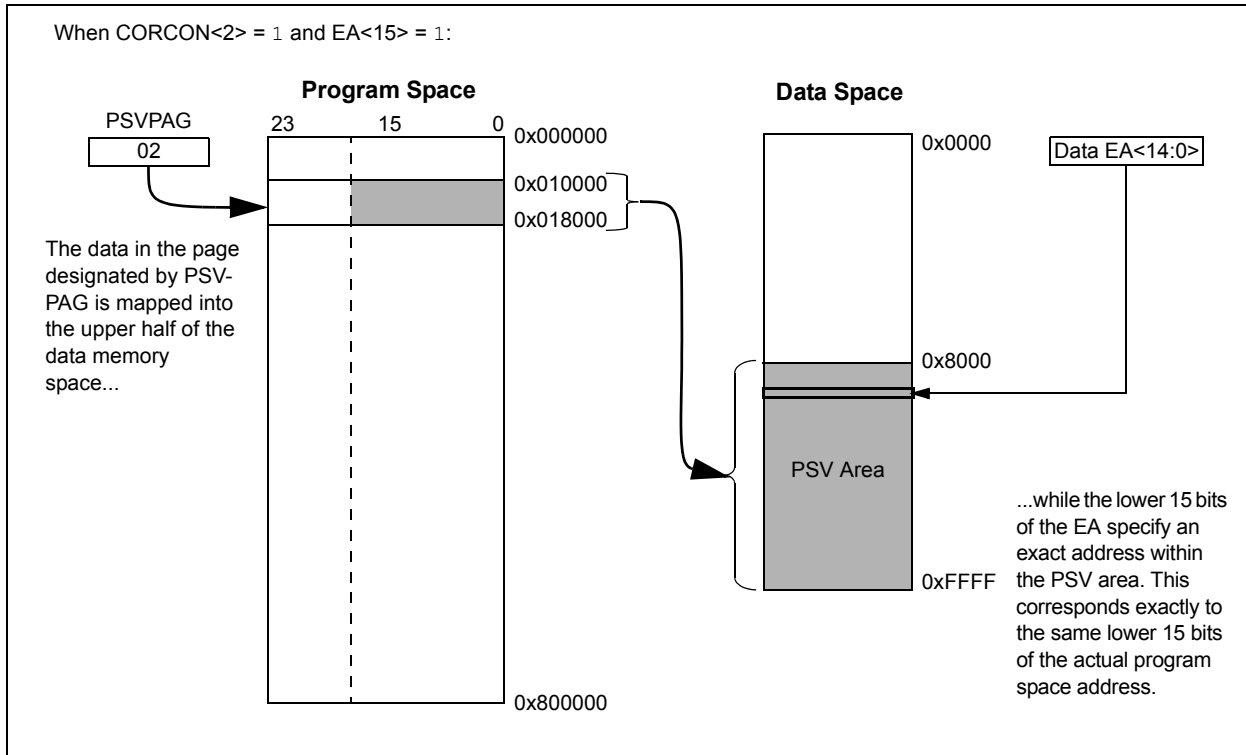 When CORCON<2> = 1 and EA<15> = 1:
Program Space
Data Space
PSVPAG
02
23 15 0
0x000000
0x010000
0x018000
0x800000
The data in the page
designated by PSV-
PAG is mapped into
the upper half of the
data memory
space...
0x0000
0x8000
0xFFFF
PSV Area
Data EA<14:0>
...while the lower 15 bits
of the EA specify an
exact address within
the PSV area. This
corresponds exactly to
the same lower 15 bits
of the actual program
space address.